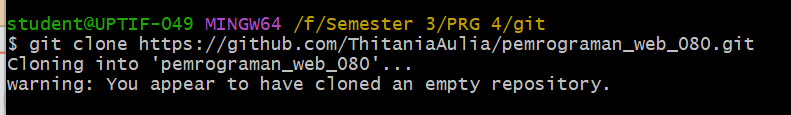 student@UPTIF-049 MINGW64 /f/Semester 3/PRG 4/git
$ git clone https://github.com/ThitaniaAulia/pemrograman_web_080.git
Cloning into 'pemrograman_web_080'...
warning: You appear to have cloned an empty repository.